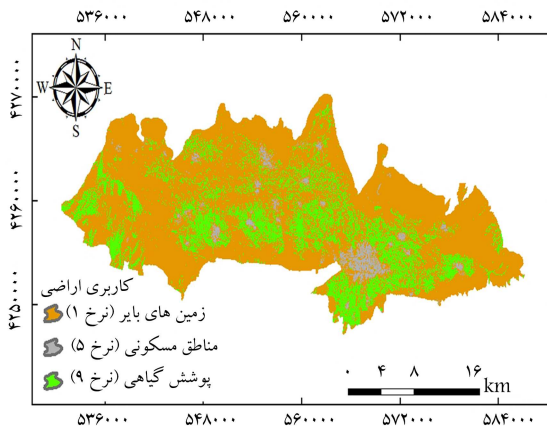 ۵۳۶۰۰۰ ۵۴۸۰۰۰ ۵۶۰۰۰۰ ۵۷۲۰۰۰ ۵۸۴۰۰۰
N
W E
S
۴۲۷۰۰۰۰
۴۲۶۰۰۰۰
۴۲۵۰۰۰۰
کاربری اراضی
زمین های بایر (نرخ ۱)
مناطق مسکونی (نرخ ۵)
پوشش گیاهی (نرخ ۹)
۰ ۴ ۸ ۱۶
km
۵۳۶۰۰۰ ۵۴۸۰۰۰ ۵۶۰۰۰۰ ۵۷۲۰۰۰ ۵۸۴۰۰۰